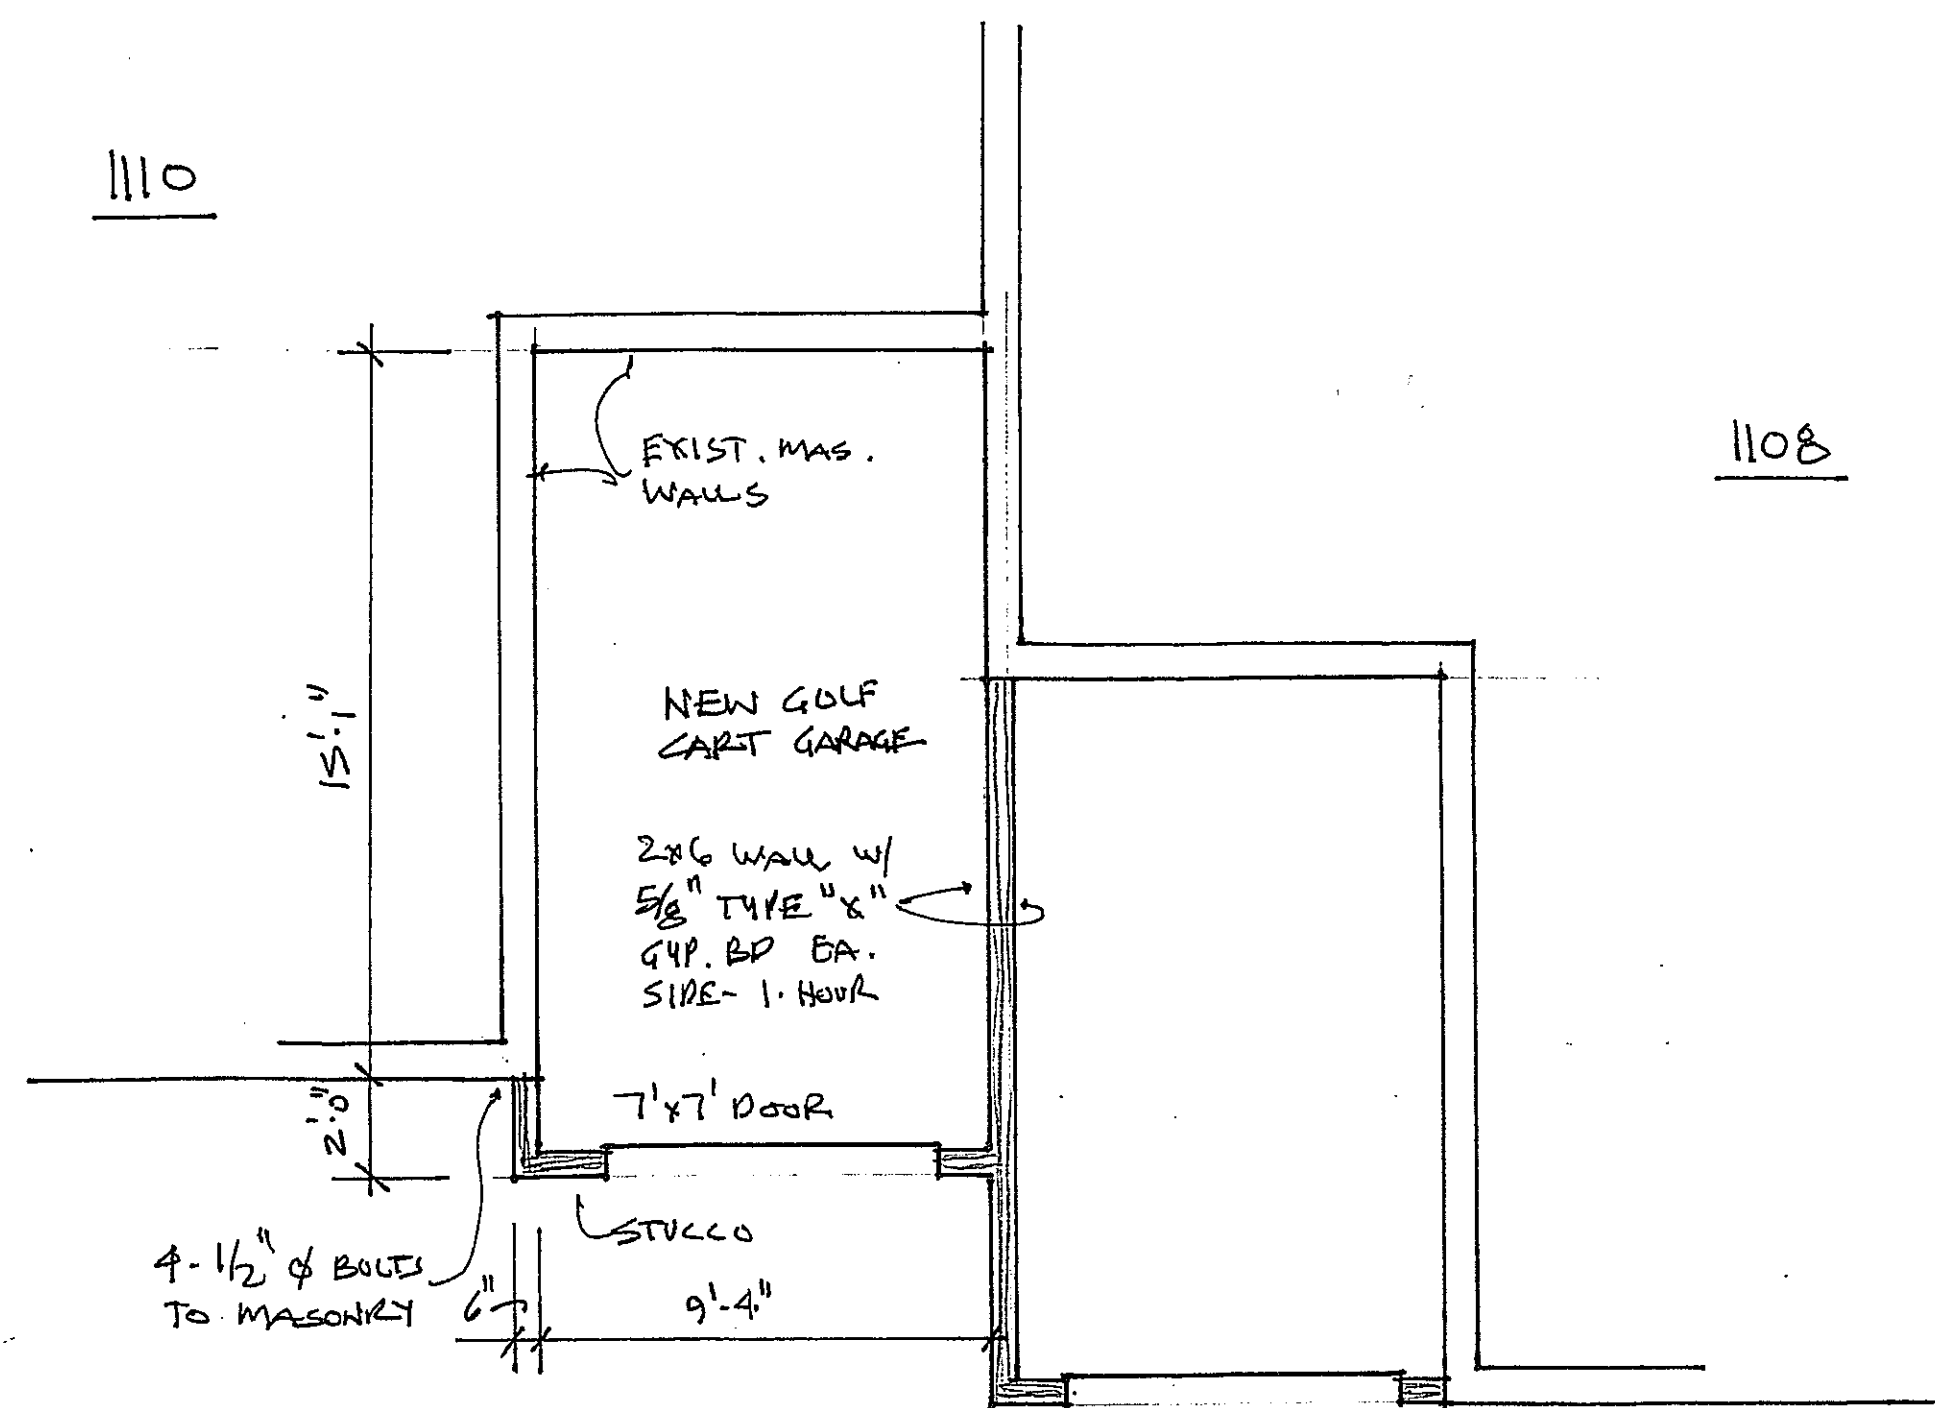 1110
1108
EXIST. MAS.
WALLS
15'-1"
NEW GOLF
CART GARAGE
2x6 WALL W/
5/8" TYPE "X"
GYP. BD EA.
SIDE- 1-HOUR
2'-0"
7'x7' DOOR
STUCCO
4-1/2" ø BOLTS
TO MASONRY
6"
9'-4"